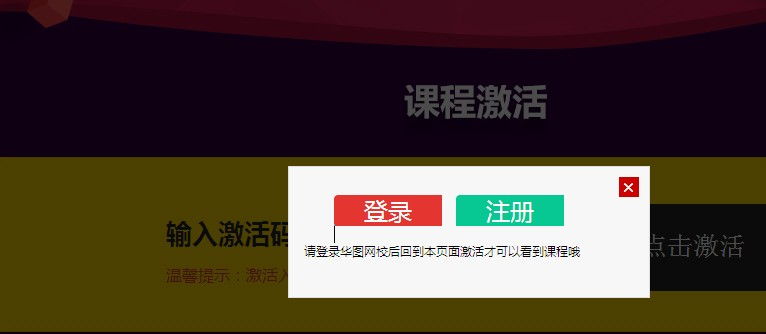 课程激活
登录 注册
请登录华图网校后回到本页面激活才可以看到课程哦
输入激活码
点击激活
温馨提示：激活